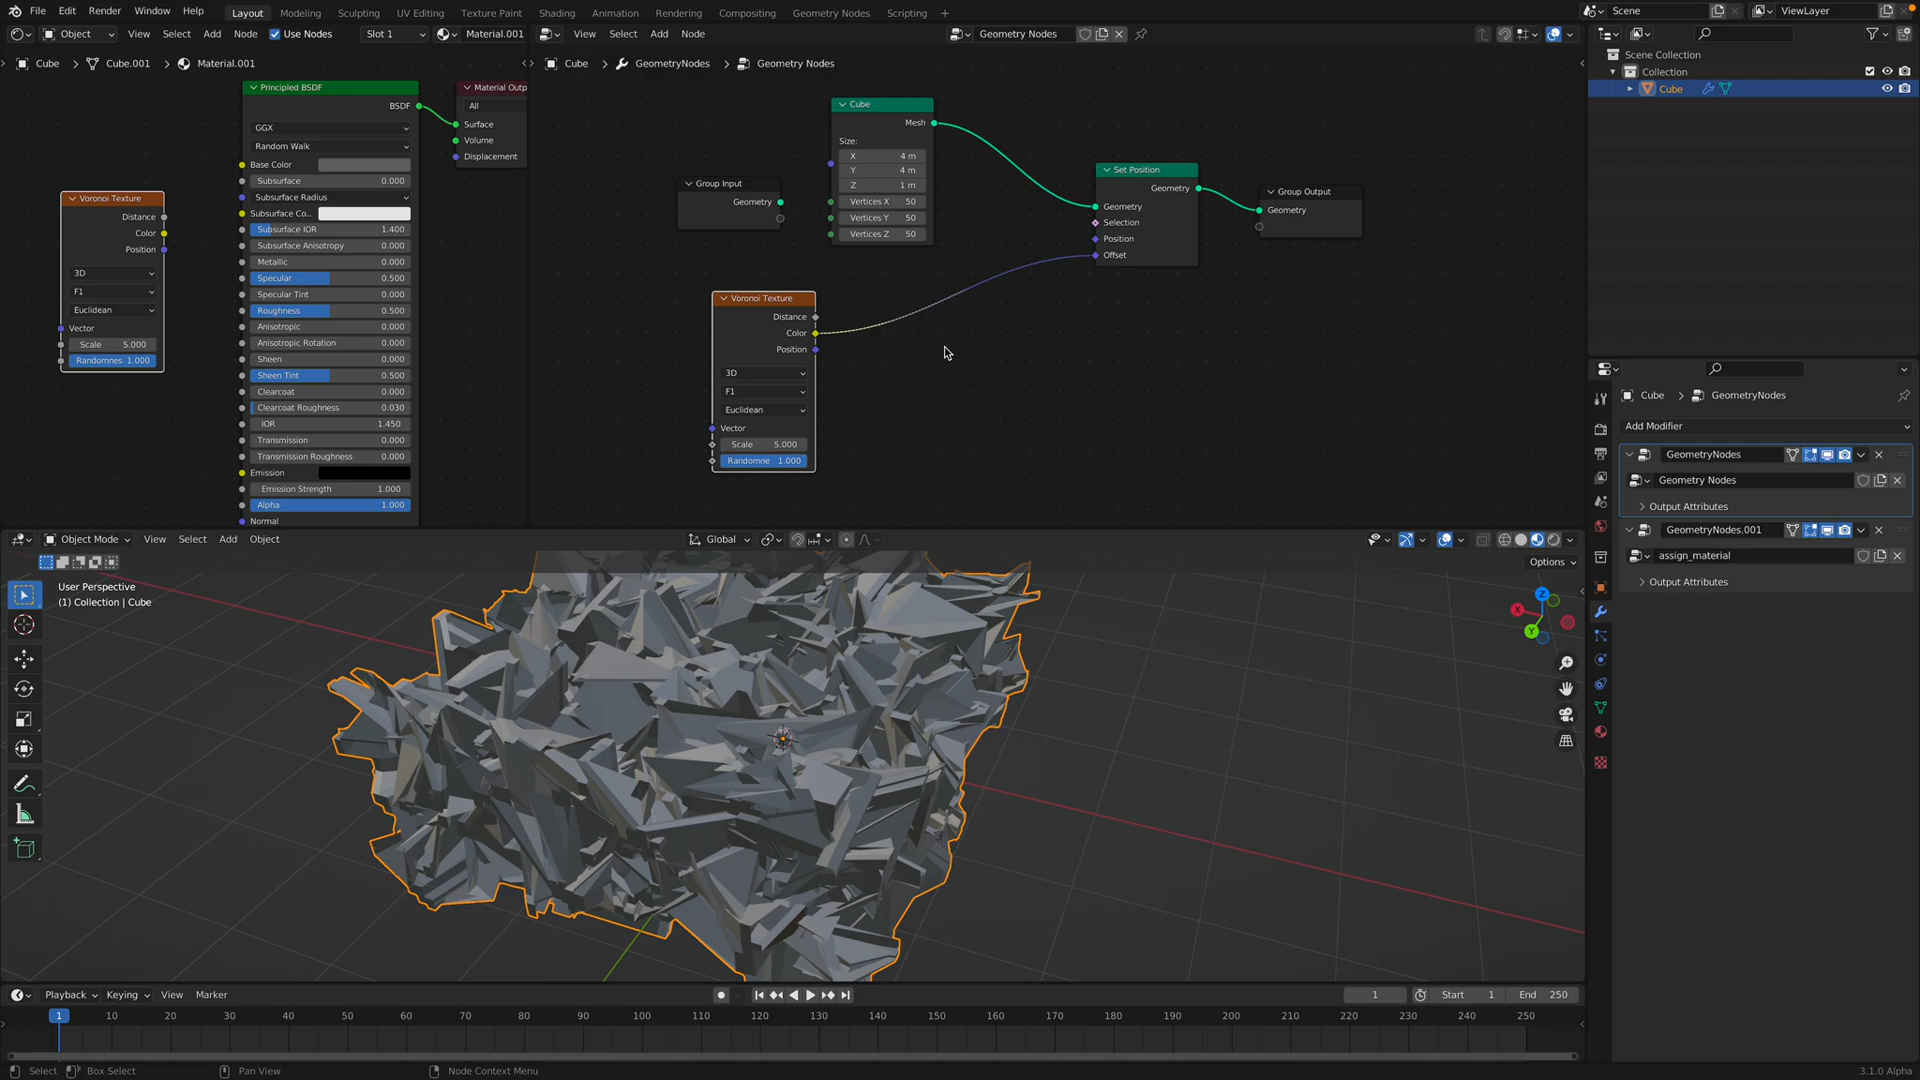 File Edit Render Window Help Layout Modeling Sculpting UV Editing Texture Paint Shading Animation Rendering Compositing Geometry Nodes Scripting + Scene ViewLayer
Object View Select Add Node Use Nodes Slot 1 Material.001
View Select Add Node Geometry Nodes
Cube > Cube.001 > Material.001
Cube > GeometryNodes > Geometry Nodes
Principled BSDF
BSDF
GGX
Random Walk
Base Color
Subsurface 0.000
Subsurface Radius
Subsurface Co..
Subsurface IOR 1.400
Subsurface Anisotropy 0.000
Metallic 0.000
Specular 0.500
Specular Tint 0.000
Roughness 0.500
Anisotropic 0.000
Anisotropic Rotation 0.000
Sheen 0.000
Sheen Tint 0.500
Clearcoat 0.000
Clearcoat Roughness 0.030
IOR 1.450
Transmission 0.000
Transmission Roughness 0.000
Emission
Emission Strength 1.000
Alpha 1.000
Normal
Material Outp
All
Surface
Volume
Displacement
Voronoi Texture
Distance
Color
Position
3D
F1
Euclidean
Vector
Scale 5.000
Randomnes 1.000
Group Input
Geometry
Cube
Mesh
Size:
X 4 m
Y 4 m
Z 1 m
Vertices X 50
Vertices Y 50
Vertices Z 50
Set Position
Geometry
Geometry
Selection
Position
Offset
Group Output
Geometry
Voronoi Texture
Distance
Color
Position
3D
F1
Euclidean
Vector
Scale 5.000
Randomne 1.000
Scene Collection
Collection
Cube
Cube > GeometryNodes
Add Modifier
GeometryNodes
Geometry Nodes
Output Attributes
GeometryNodes.001
assign_material
Output Attributes
Object Mode View Select Add Object Global
Options
User Perspective
(1) Collection | Cube
Z
X
Y
Playback Keying View Marker 1 Start 1 End 250
1 10 20 30 40 50 60 70 80 90 100 110 120 130 140 150 160 170 180 190 200 210 220 230 240 250
Select Box Select Pan View Node Context Menu 3.1.0 Alpha